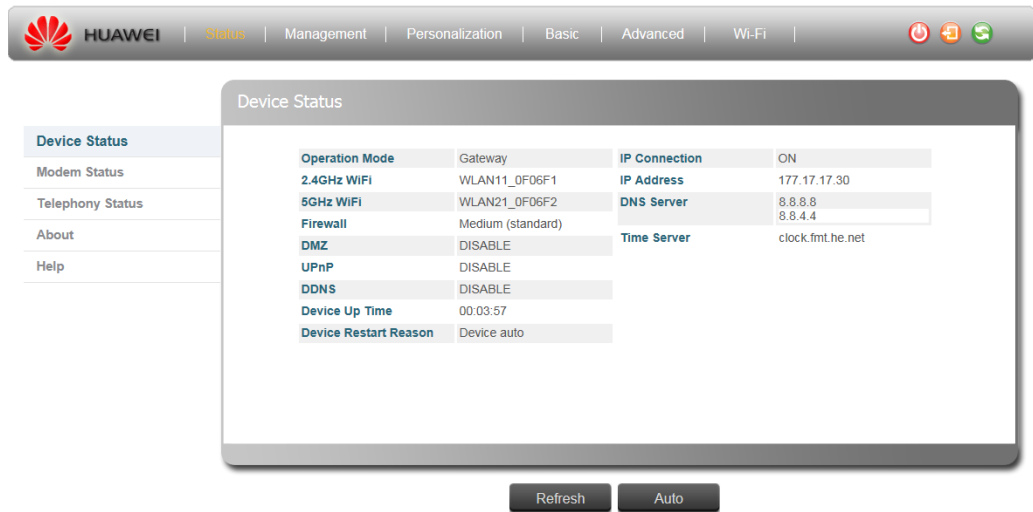 HUAWEI | Status | Management | Personalization | Basic | Advanced | Wi-Fi |
Device Status
Device Status
Modem Status
Telephony Status
About
Help
Operation Mode Gateway IP Connection ON
2.4GHz WiFi WLAN11_0F06F1 IP Address 177.17.17.30
5GHz WiFi WLAN21_0F06F2 DNS Server 8.8.8.8
8.8.4.4
Firewall Medium (standard)
Time Server clock.fmt.he.net
DMZ DISABLE
UPnP DISABLE
DDNS DISABLE
Device Up Time 00:03:57
Device Restart Reason Device auto
Refresh Auto